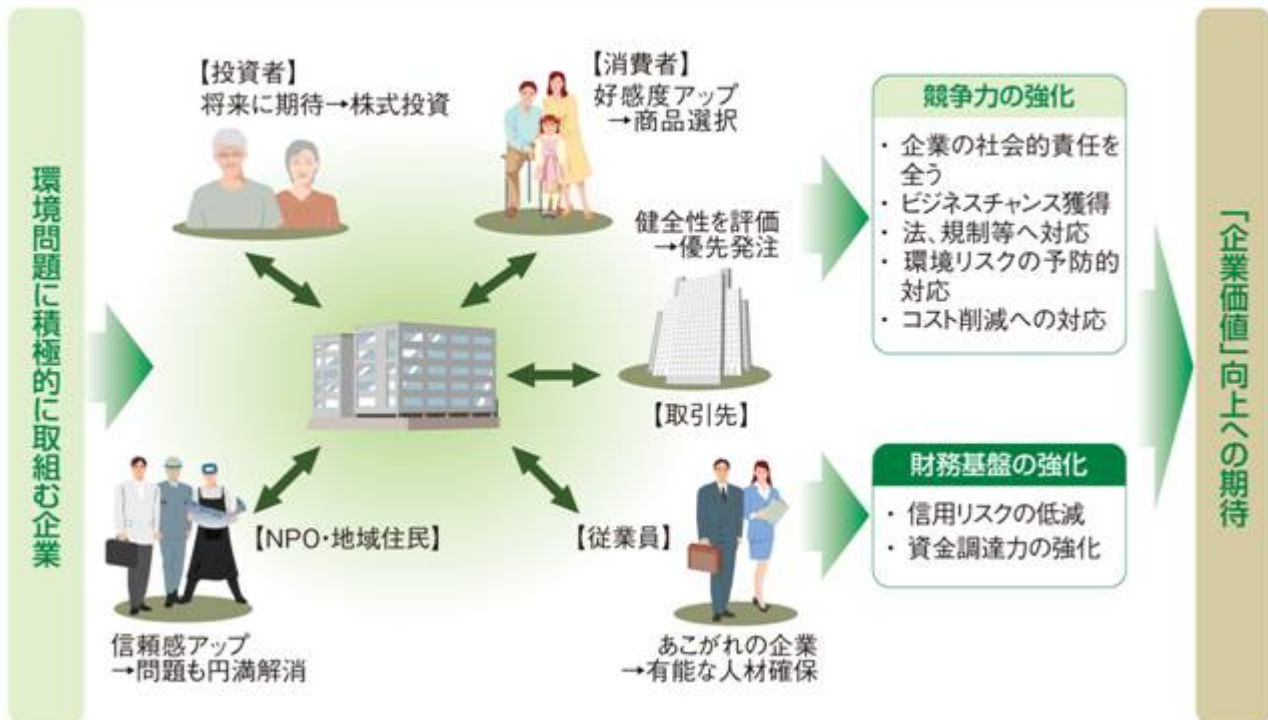 環境問題に積極的に取組む企業
【投資者】
将来に期待→株式投資
【消費者】
好感度アップ
→商品選択
健全性を評価
→優先発注
【取引先】
【NPO・地域住民】
信頼感アップ
→問題も円満解消
【従業員】
あこがれの企業
→有能な人材確保
競争力の強化
・ 企業の社会的責任を
全う
・ ビジネスチャンス獲得
・ 法、規制等へ対応
・ 環境リスクの予防的
対応
・ コスト削減への対応
財務基盤の強化
・ 信用リスクの低減
・ 資金調達力の強化
「企業価値」向上への期待